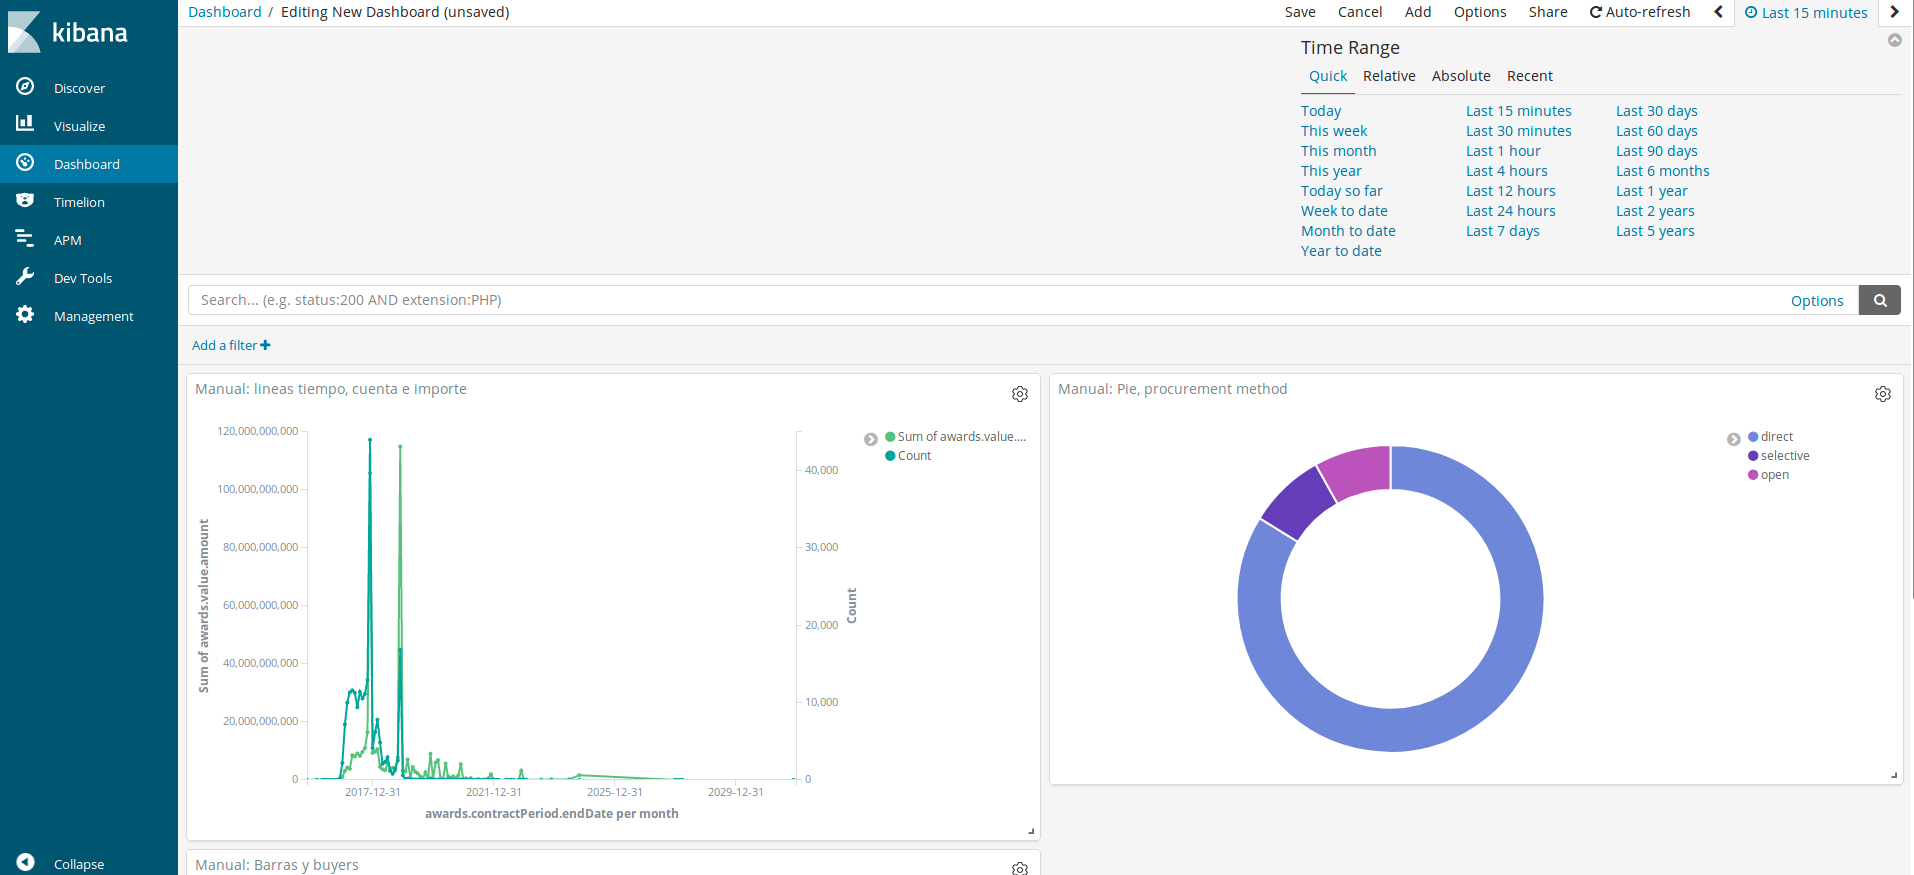 kibana
Discover
Visualize
Dashboard
Timelion
APM
Dev Tools
Management
Collapse
Dashboard / Editing New Dashboard (unsaved)
Save Cancel Add Options Share Auto-refresh Last 15 minutes
Time Range
Quick Relative Absolute Recent
Today Last 15 minutes Last 30 days
This week Last 30 minutes Last 60 days
This month Last 1 hour Last 90 days
This year Last 4 hours Last 6 months
Today so far Last 12 hours Last 1 year
Week to date Last 24 hours Last 2 years
Month to date Last 7 days Last 5 years
Year to date
Search... (e.g. status:200 AND extension:PHP) Options
Add a filter
Manual: lineas tiempo, cuenta e importe
Sum of awards.value.amount
120,000,000,000
100,000,000,000
80,000,000,000
60,000,000,000
40,000,000,000
20,000,000,000
0
40,000
30,000
20,000
10,000
0
Count
2017-12-31 2021-12-31 2025-12-31 2029-12-31
awards.contractPeriod.endDate per month
Sum of awards.value....
Count
Manual: Pie, procurement method
direct
selective
open
Manual: Barras y buyers